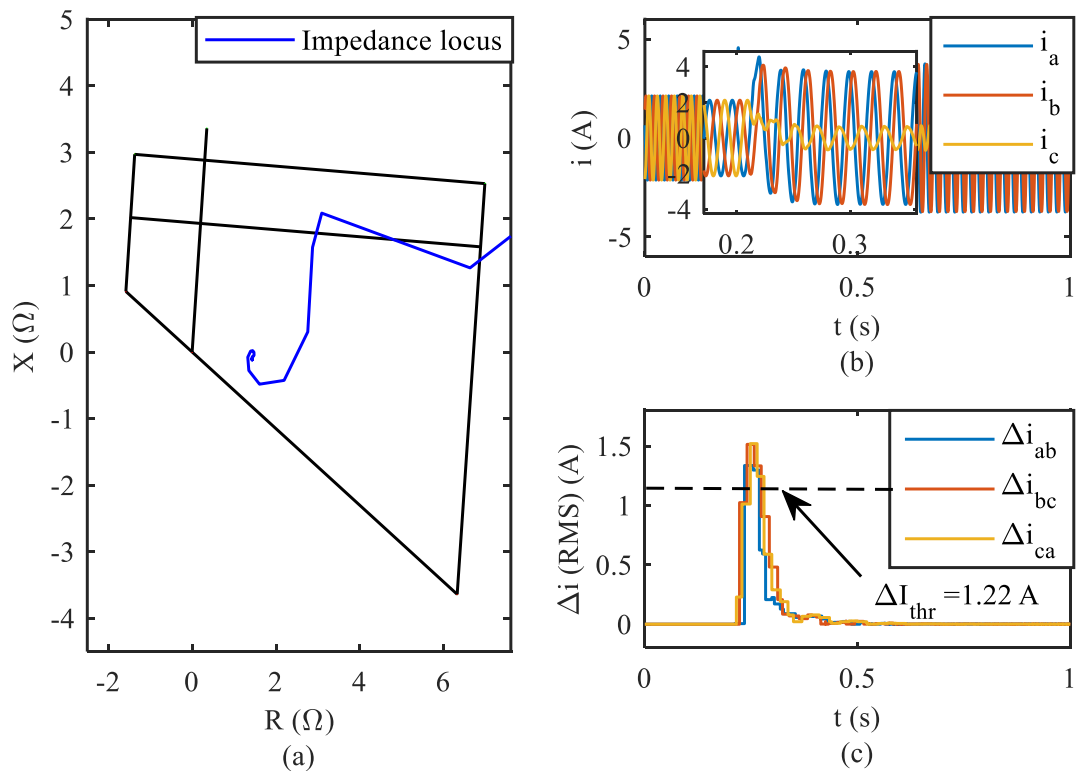 5
4
3
2
1
0
-1
-2
-3
-4
-2
0
2
4
6
X (Ω)
R (Ω)
Impedance locus
(a)
5
0
-5
4
2
0
-2
-4
0.2
0.3
0
0.5
1
i (A)
t (s)
i_a
i_b
i_c
(b)
1.5
1
0.5
0
0
0.5
1
Δi (RMS) (A)
t (s)
Δi_ab
Δi_bc
Δi_ca
ΔI_thr =1.22 A
(c)